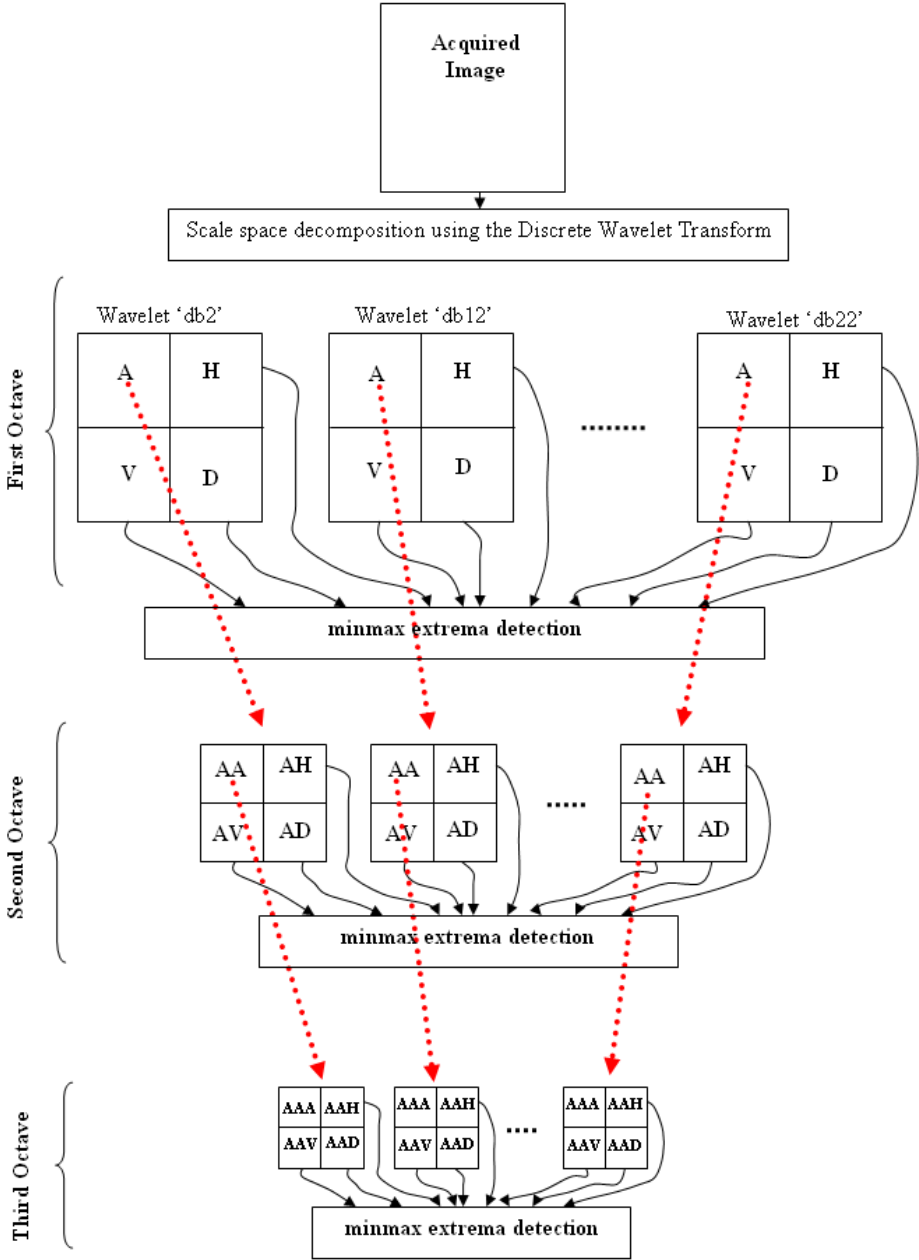 Acquired
Image
Scale space decomposition using the Discrete Wavelet Transform
First Octave
Wavelet ‘db2’
Wavelet ‘db12’
Wavelet ‘db22’
A H
A H
A H
V D
V D
V D
minmax extrema detection
Second Octave
AA AH
AA AH
AA AH
AV AD
AV AD
AV AD
minmax extrema detection
Third Octave
AAA AAH
AAA AAH
AAA AAH
AAV AAD
AAV AAD
AAV AAD
minmax extrema detection